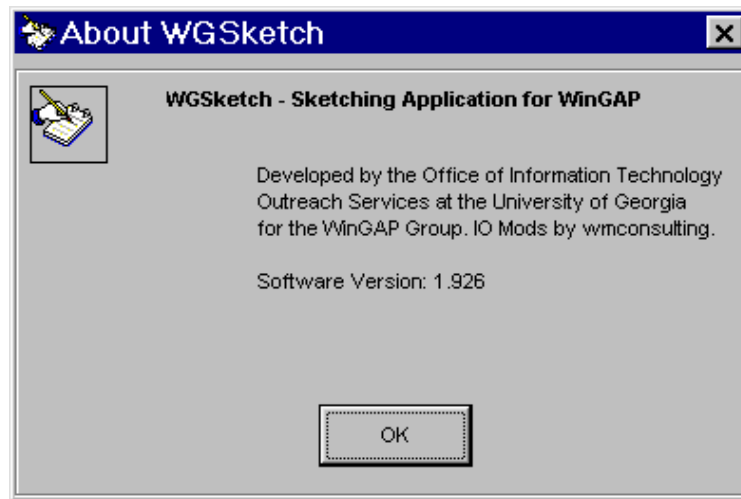 About WGSketch
WGSketch - Sketching Application for WinGAP
Developed by the Office of Information Technology
Outreach Services at the University of Georgia
for the WinGAP Group. IO Mods by wmconsulting.
Software Version: 1.926
OK